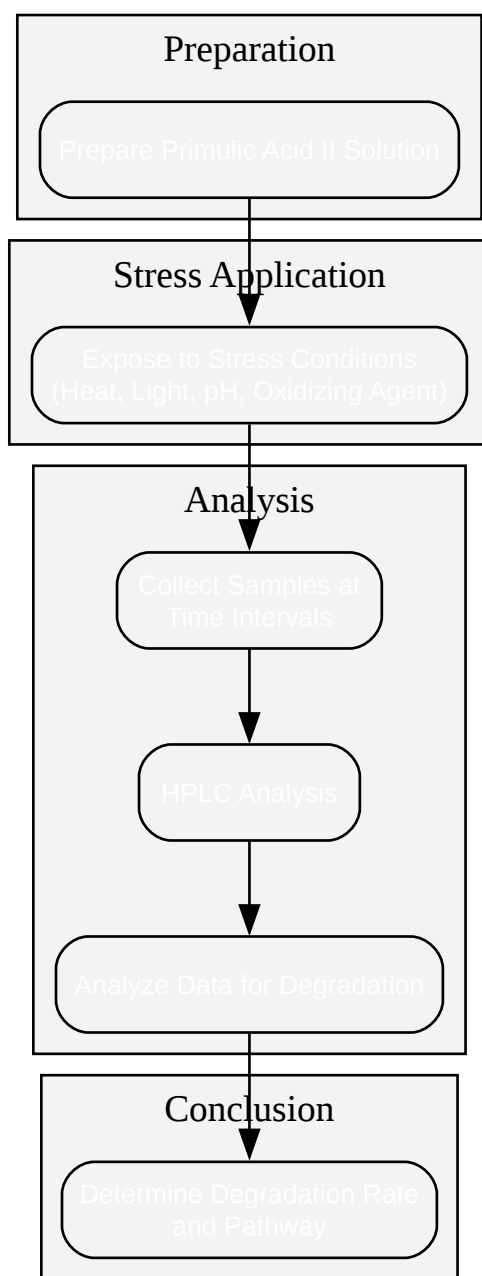 Preparation
Prepare Primulic Acid II Solution
Stress Application
Expose to Stress Conditions
(Heat, Light, pH, Oxidizing Agent)
Analysis
Collect Samples at
Time Intervals
HPLC Analysis
Analyze Data for Degradation
Conclusion
Determine Degradation Rate
and Pathway